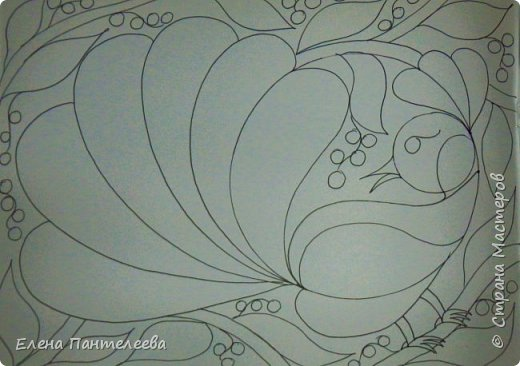 © Страна Мастеров
Елена Пантелеева